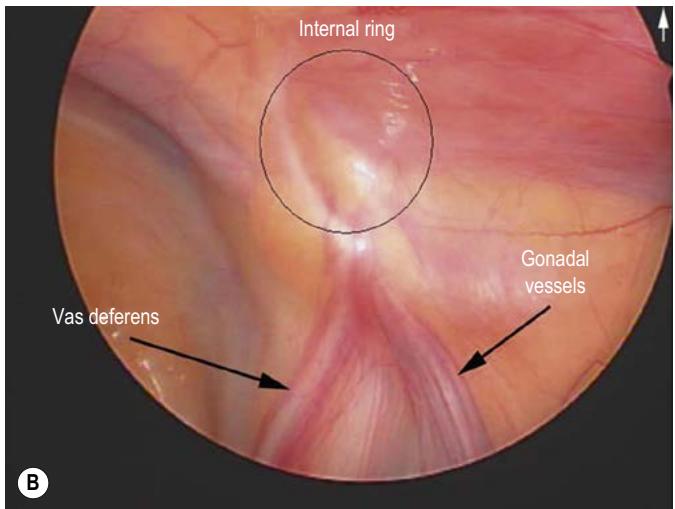 Internal ring
Gonadal
vessels
Vas deferens
B